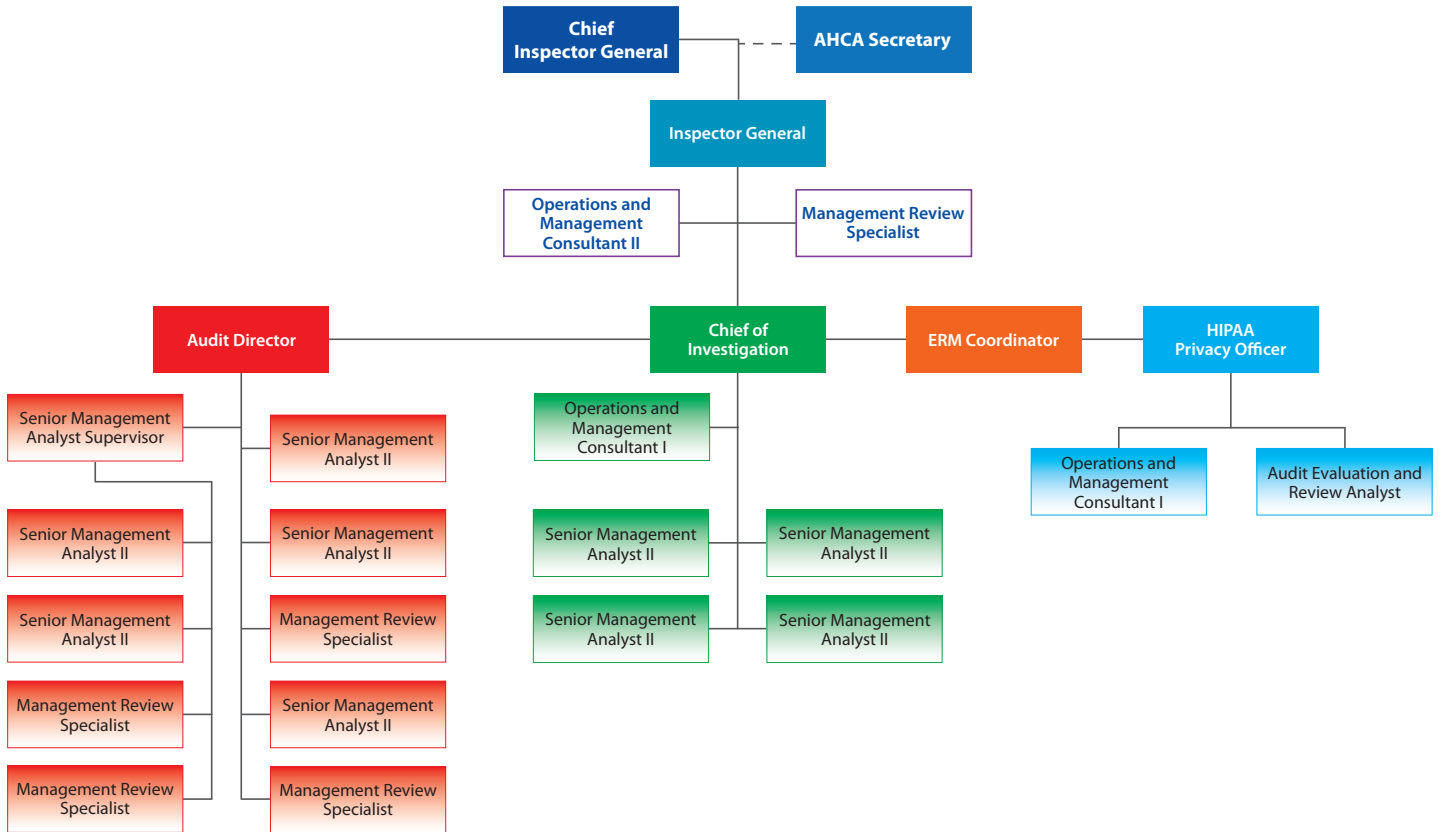 Chief
Inspector General
AHCA Secretary
Inspector General
Operations and
Management
Consultant II
Management Review
Specialist
Audit Director
Chief of
Investigation
ERM Coordinator
HIPAA
Privacy Officer
Senior Management
Analyst Supervisor
Senior Management
Analyst II
Senior Management
Analyst II
Senior Management
Analyst II
Senior Management
Analyst II
Management Review
Specialist
Management Review
Specialist
Senior Management
Analyst II
Management Review
Specialist
Management Review
Specialist
Operations and
Management
Consultant I
Senior Management
Analyst II
Senior Management
Analyst II
Senior Management
Analyst II
Senior Management
Analyst II
Operations and
Management
Consultant I
Audit Evaluation and
Review Analyst